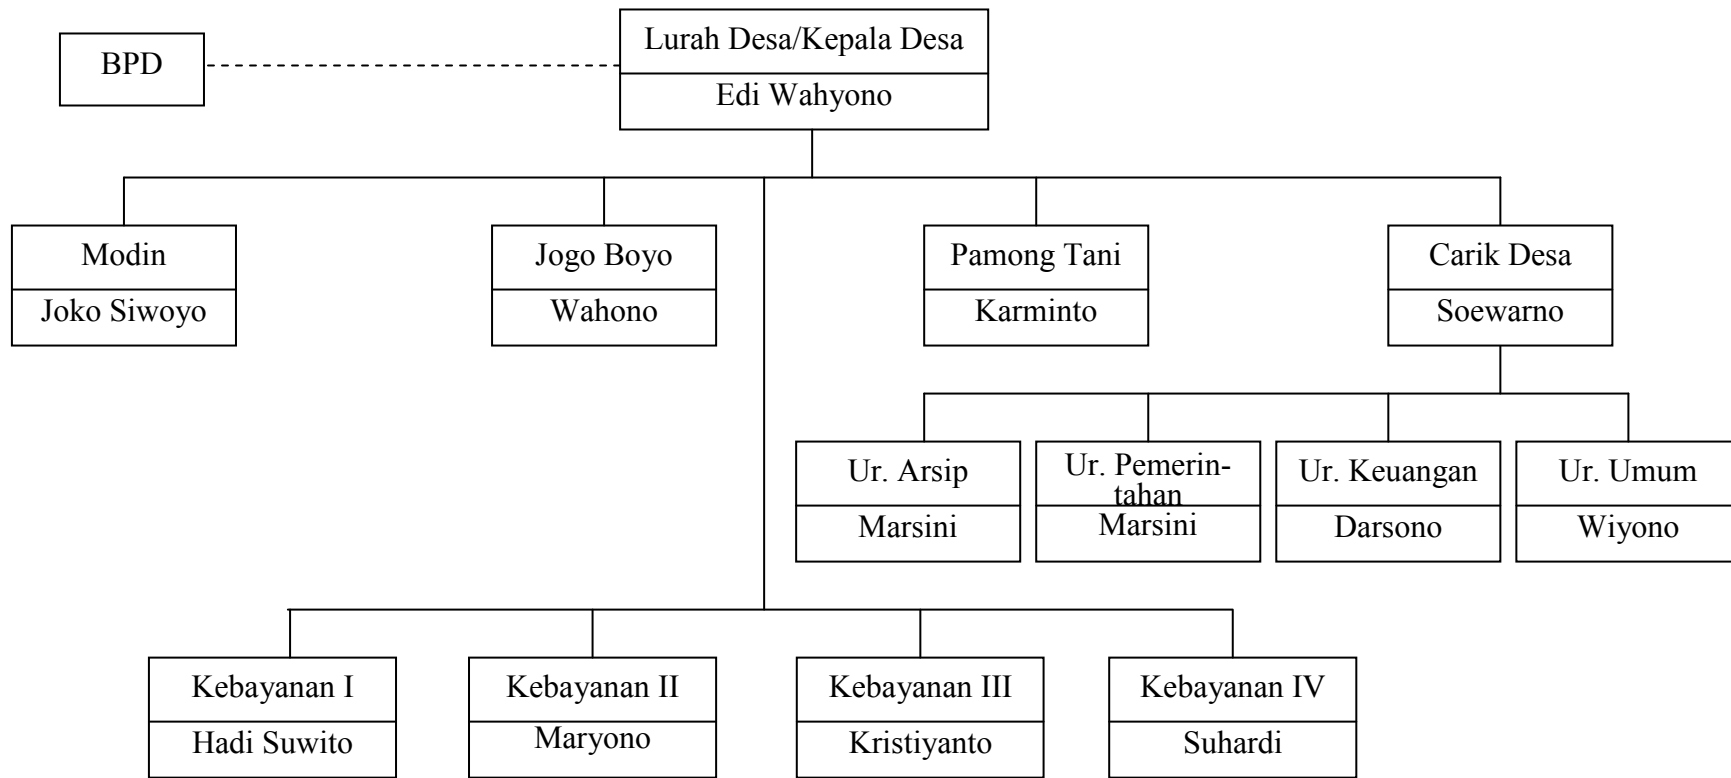 BPD
Lurah Desa/Kepala Desa
Edi Wahyono
Modin
Joko Siwoyo
Jogo Boyo
Wahono
Pamong Tani
Karminto
Carik Desa
Soewarno
Ur. Arsip
Marsini
Ur. Pemerin-
tahan
Marsini
Ur. Keuangan
Darsono
Ur. Umum
Wiyono
Kebayanan I
Hadi Suwito
Kebayanan II
Maryono
Kebayanan III
Kristiyanto
Kebayanan IV
Suhardi